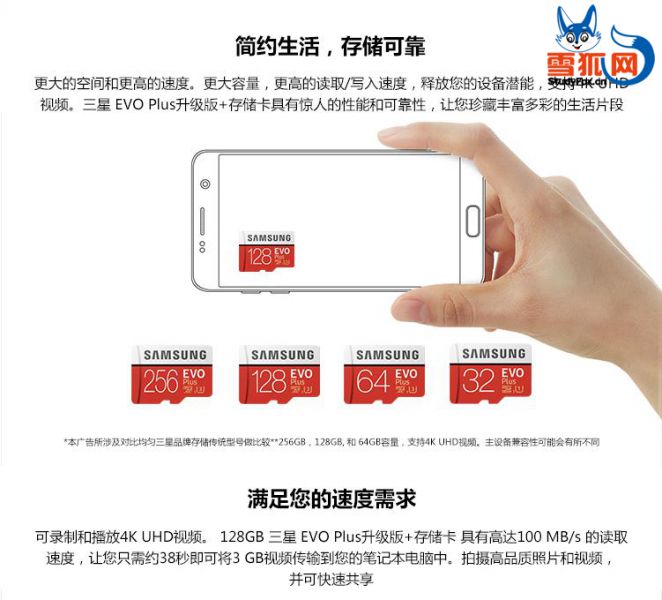 雪狐网
StudyFox.cn
简约生活，存储可靠
更大的空间和更高的速度。更大容量，更高的读取/写入速度，释放您的设备潜能，支持4K UHD
视频。三星 EVO Plus升级版+存储卡具有惊人的性能和可靠性，让您珍藏丰富多彩的生活片段
SAMSUNG
128 EVO
Plus
SAMSUNG SAMSUNG SAMSUNG SAMSUNG
256 EVO Plus 128 EVO Plus 64 EVO Plus 32 EVO Plus
*本广告所涉及对比均匀三星品牌存储传统型号做比较**256GB，128GB, 和 64GB容量，支持4K UHD视频。主设备兼容性可能会有所不同
满足您的速度需求
可录制和播放4K UHD视频。 128GB 三星 EVO Plus升级版+存储卡 具有高达100 MB/s 的读取
速度，让您只需约38秒即可将3 GB视频传输到您的笔记本电脑中。拍摄高品质照片和视频，
并可快速共享